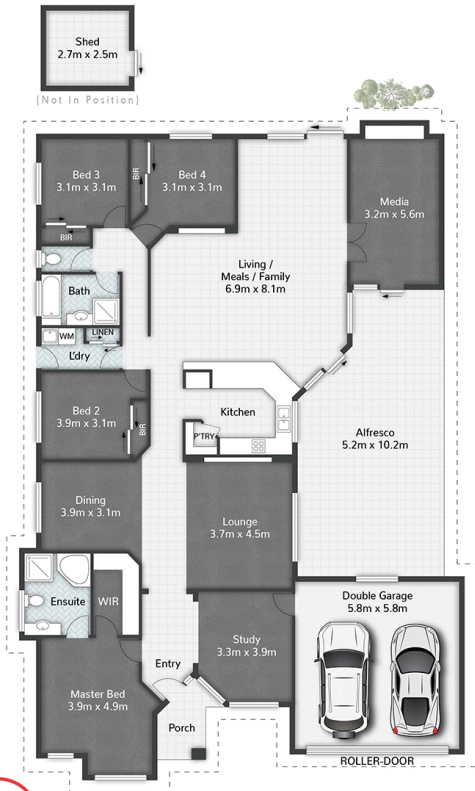 Shed
2.7m x 2.5m
(Not In Position)
Bed 3
3.1m x 3.1m
BIR
BIR
Bed 4
3.1m x 3.1m
Media
3.2m x 5.6m
Living /
Meals / Family
6.9m x 8.1m
Bath
WM
LINEN
L'dry
Bed 2
3.9m x 3.1m
BIR
Kitchen
P'TRY
Alfresco
5.2m x 10.2m
Dining
3.9m x 3.1m
Lounge
3.7m x 4.5m
Ensuite
WIR
Double Garage
5.8m x 5.8m
Study
3.3m x 3.9m
Entry
Master Bed
3.9m x 4.9m
Porch
ROLLER-DOOR